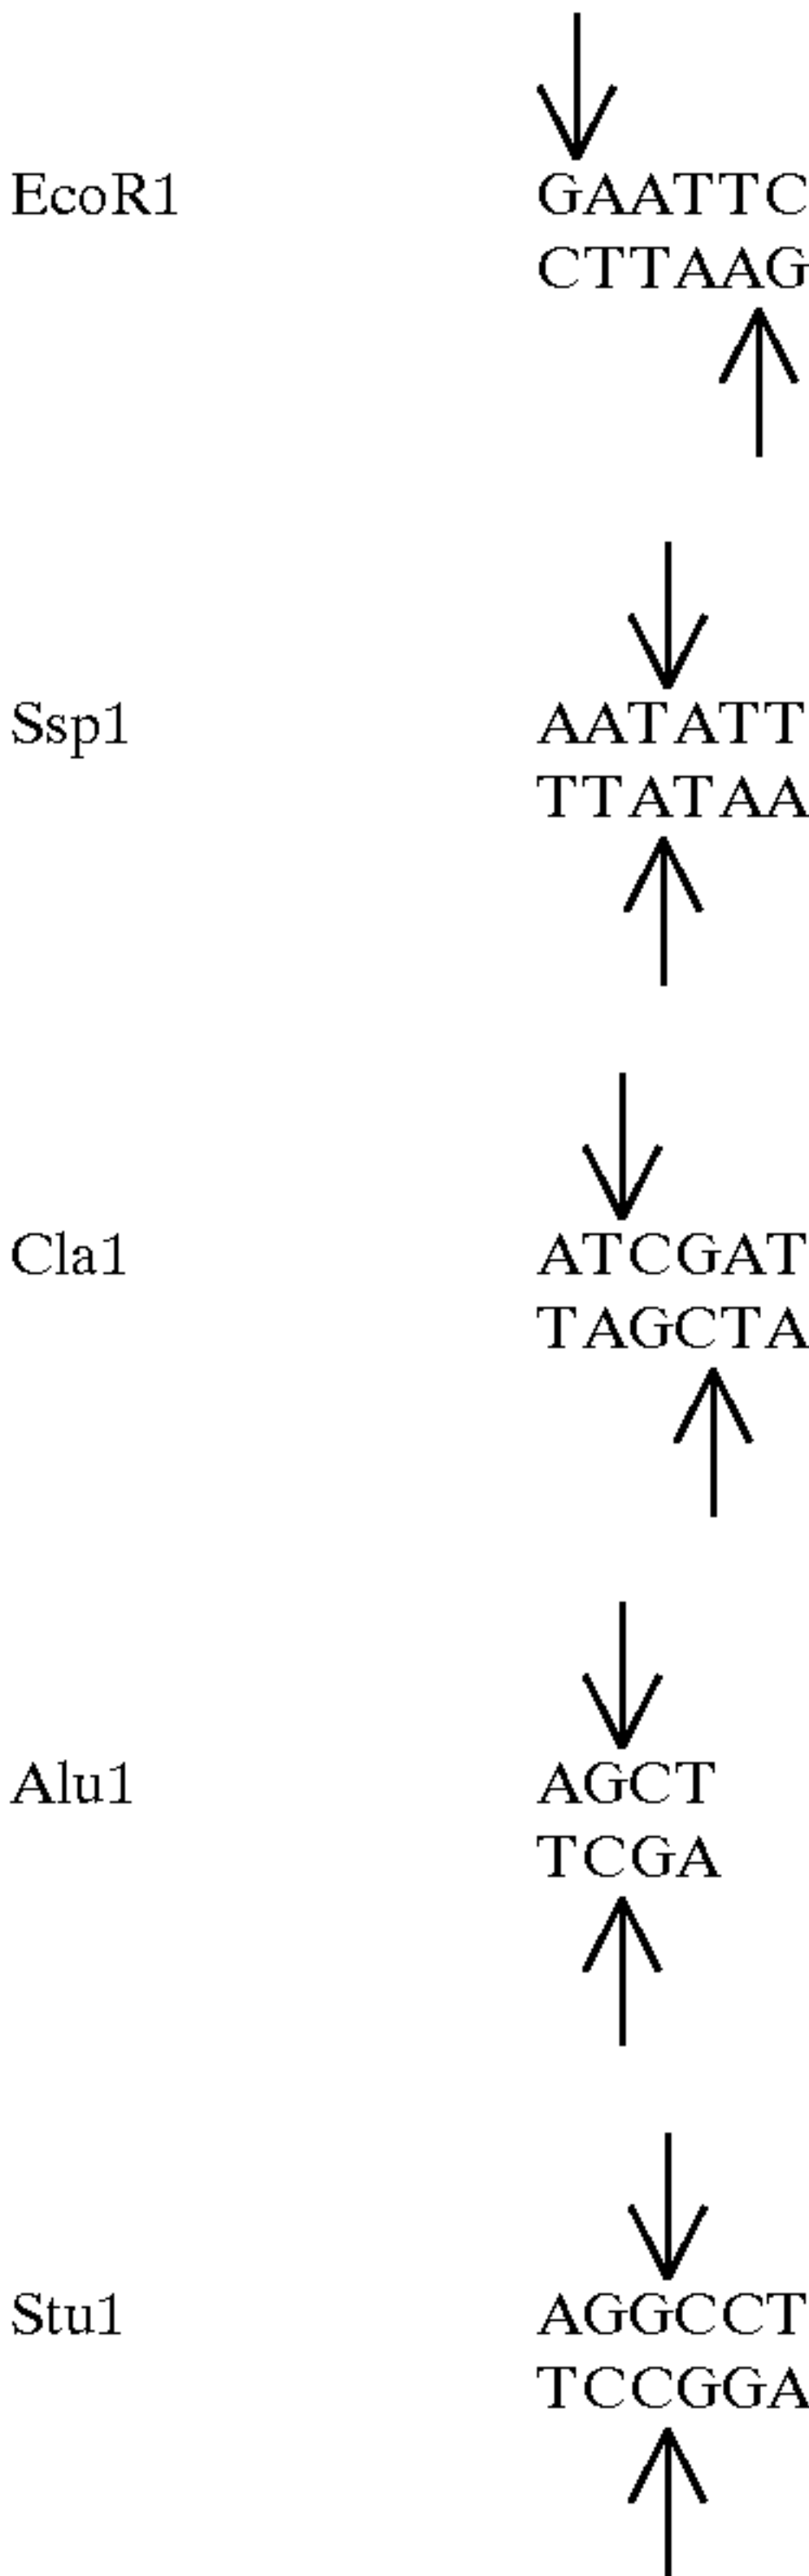 EcoR1 GAATTC
CTTAAG
Ssp1 AATATT
TTATAA
Cla1 ATCGAT
TAGCTA
Alu1 AGCT
TCGA
Stu1 AGGCCT
TCCGGA